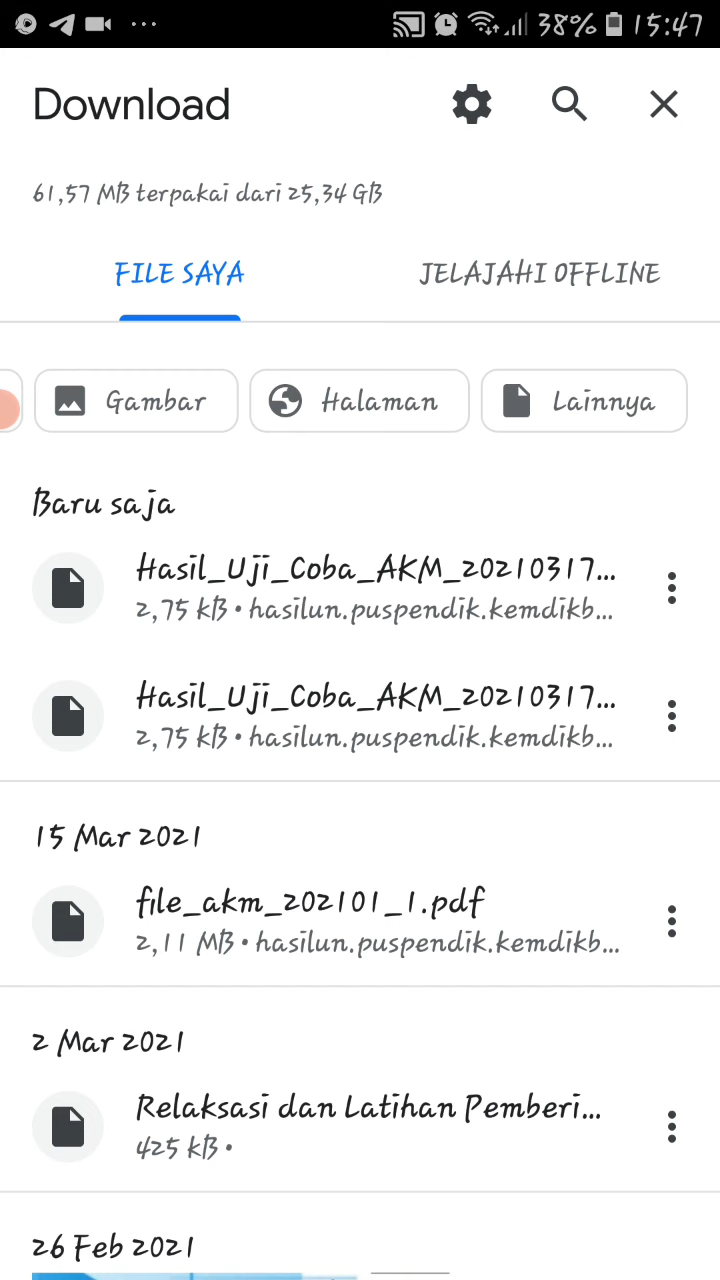 38% 15:47
Download
61,57 MB terpakai dari 25,34 GB
FILE SAYA JELAJAHI OFFLINE
Gambar Halaman Lainnya
Baru saja
Hasil_Uji_Coba_AKM_20210317...
2,75 kB • hasilun.puspendik.kemdikb...
Hasil_Uji_Coba_AKM_20210317...
2,75 kB • hasilun.puspendik.kemdikb...
15 Mar 2021
file_akm_202101_1.pdf
2,11 MB • hasilun.puspendik.kemdikb...
2 Mar 2021
Relaksasi dan Latihan Pemberi...
425 kB •
26 Feb 2021